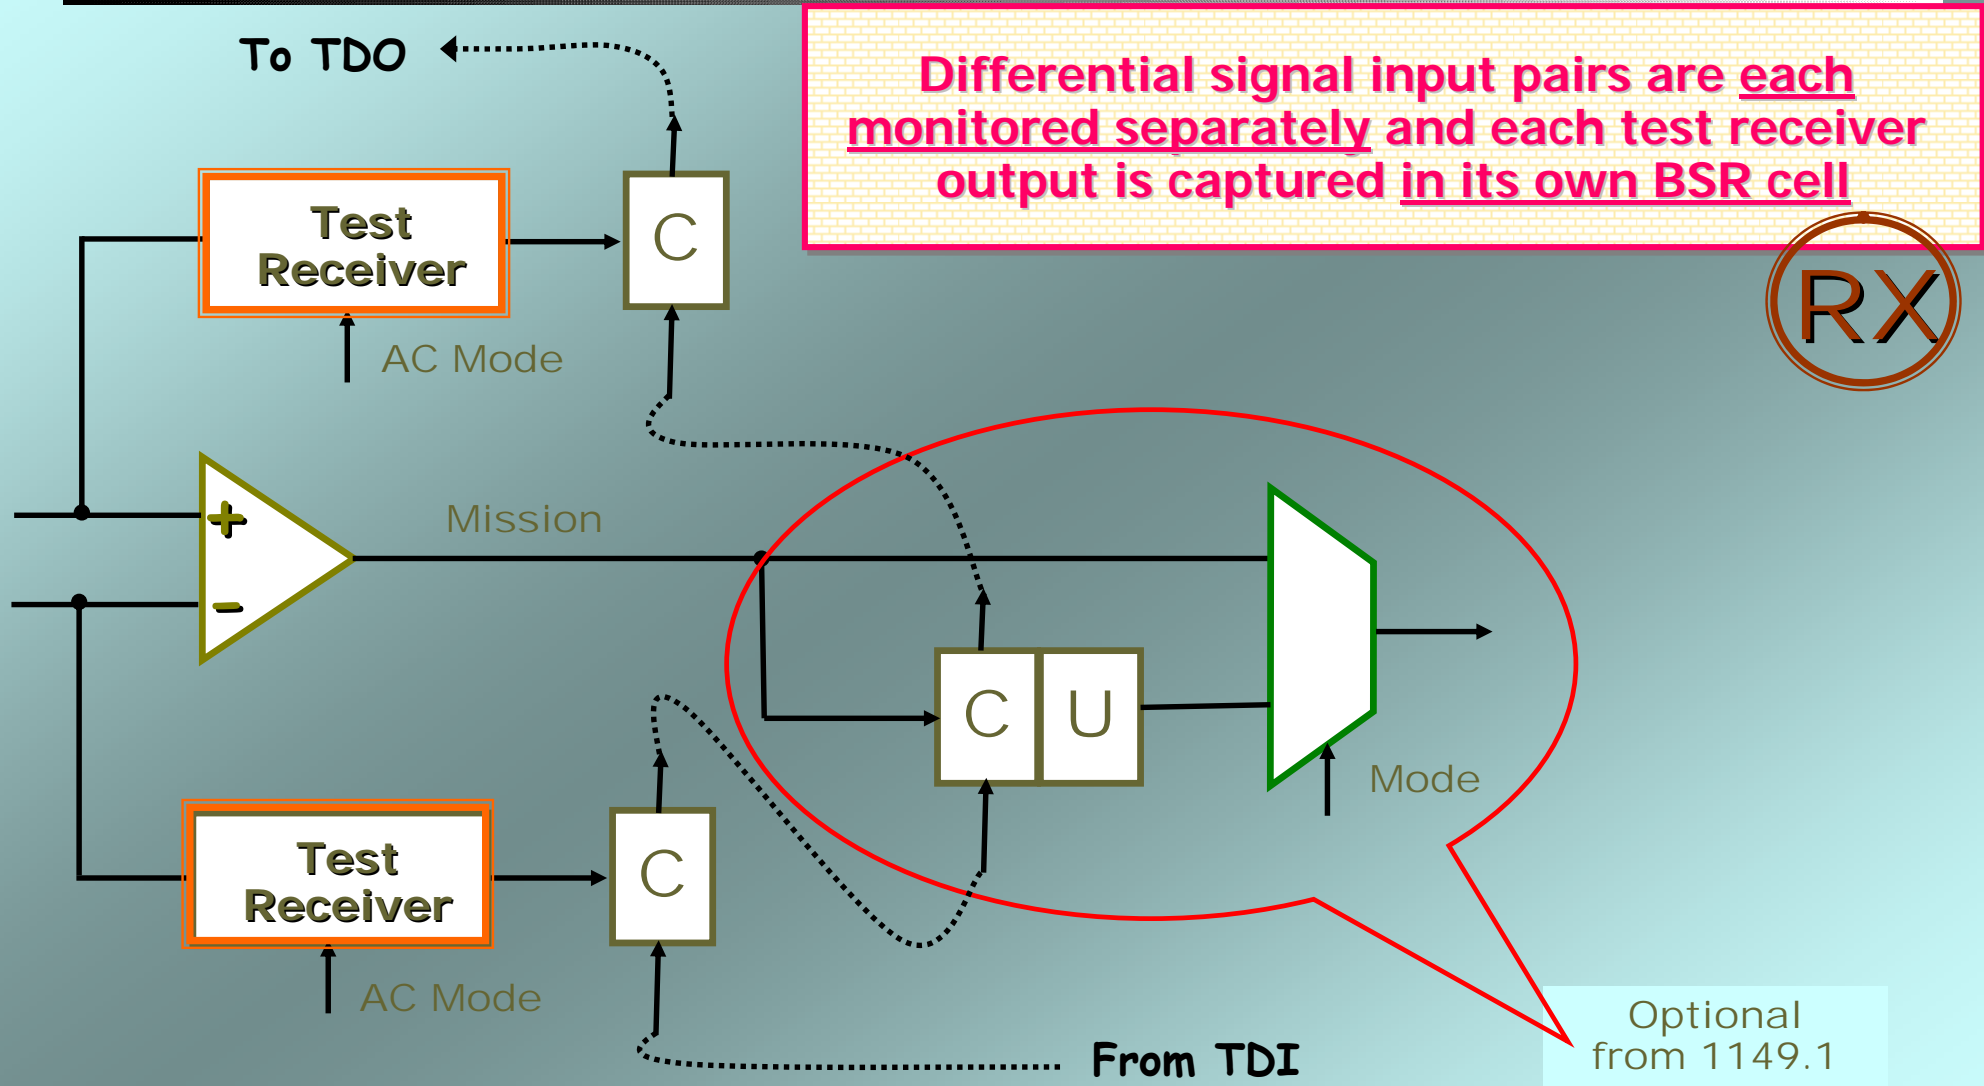 To TDO
Differential signal input pairs are each
monitored separately and each test receiver
output is captured in its own BSR cell
RX
Test
Receiver
C
AC Mode
+
Mission
–
C
U
Mode
Test
Receiver
C
AC Mode
From TDI
Optional
from 1149.1